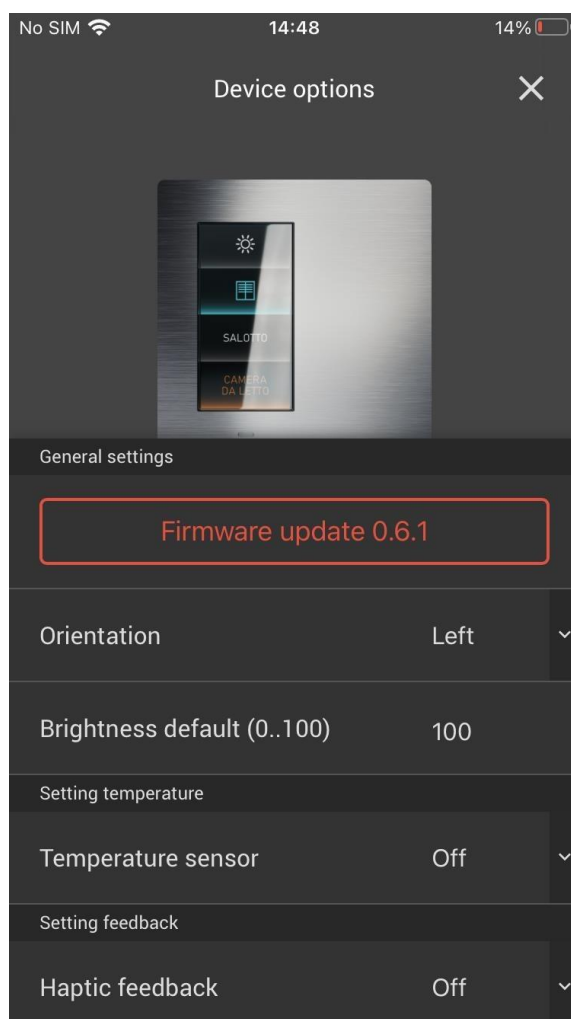 No SIM 14:48 14%
Device options
SALOTTO
CAMERA
DA LETTO
General settings
Firmware update 0.6.1
Orientation Left
Brightness default (0..100) 100
Setting temperature
Temperature sensor Off
Setting feedback
Haptic feedback Off